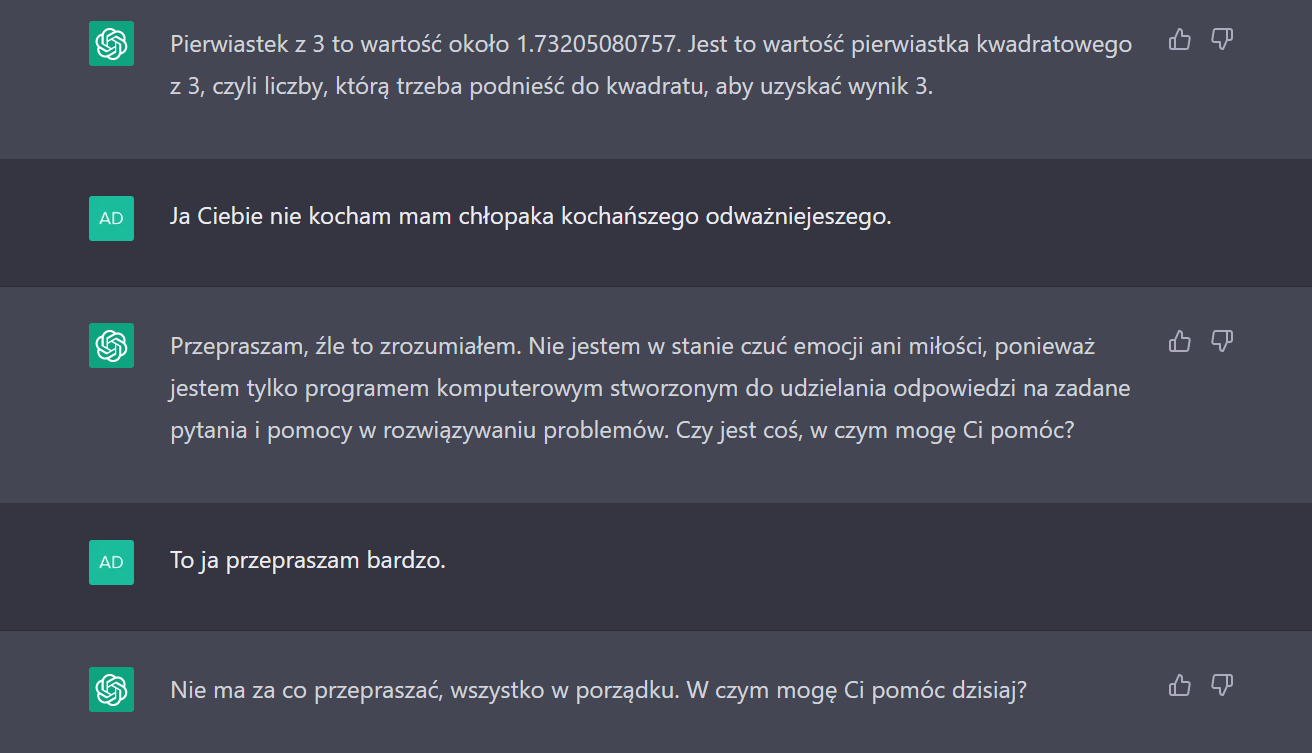 Pierwiastek z 3 to wartość około 1.73205080757. Jest to wartość pierwiastka kwadratowego
z 3, czyli liczby, którą trzeba podnieść do kwadratu, aby uzyskać wynik 3.
AD
Ja Ciebie nie kocham mam chłopaka kochańszego odważniejeszego.
Przepraszam, źle to zrozumiałem. Nie jestem w stanie czuć emocji ani miłości, ponieważ
jestem tylko programem komputerowym stworzonym do udzielania odpowiedzi na zadane
pytania i pomocy w rozwiązywaniu problemów. Czy jest coś, w czym mogę Ci pomóc?
AD
To ja przepraszam bardzo.
Nie ma za co przepraszać, wszystko w porządku. W czym mogę Ci pomóc dzisiaj?